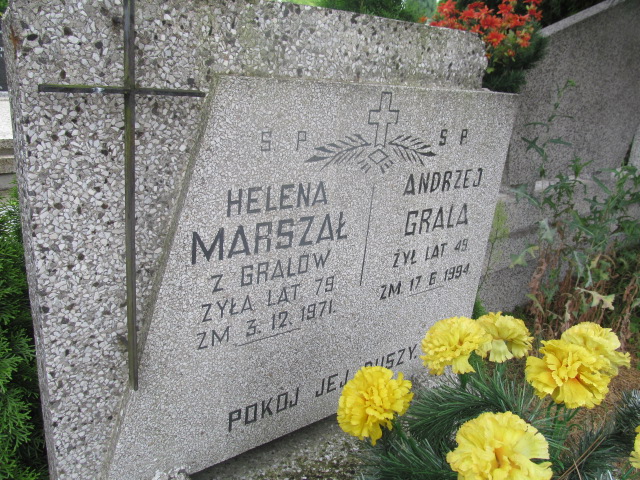 Ś. P.
HELENA
MARSZAŁ
Z GRALÓW
ŻYŁA LAT 79
ZM 3.12.1971.
Ś. P.
ANDRZEJ
GRALA
ŻYŁ LAT 49
ZM 17.6.1994
POKÓJ JEJ DUSZY.